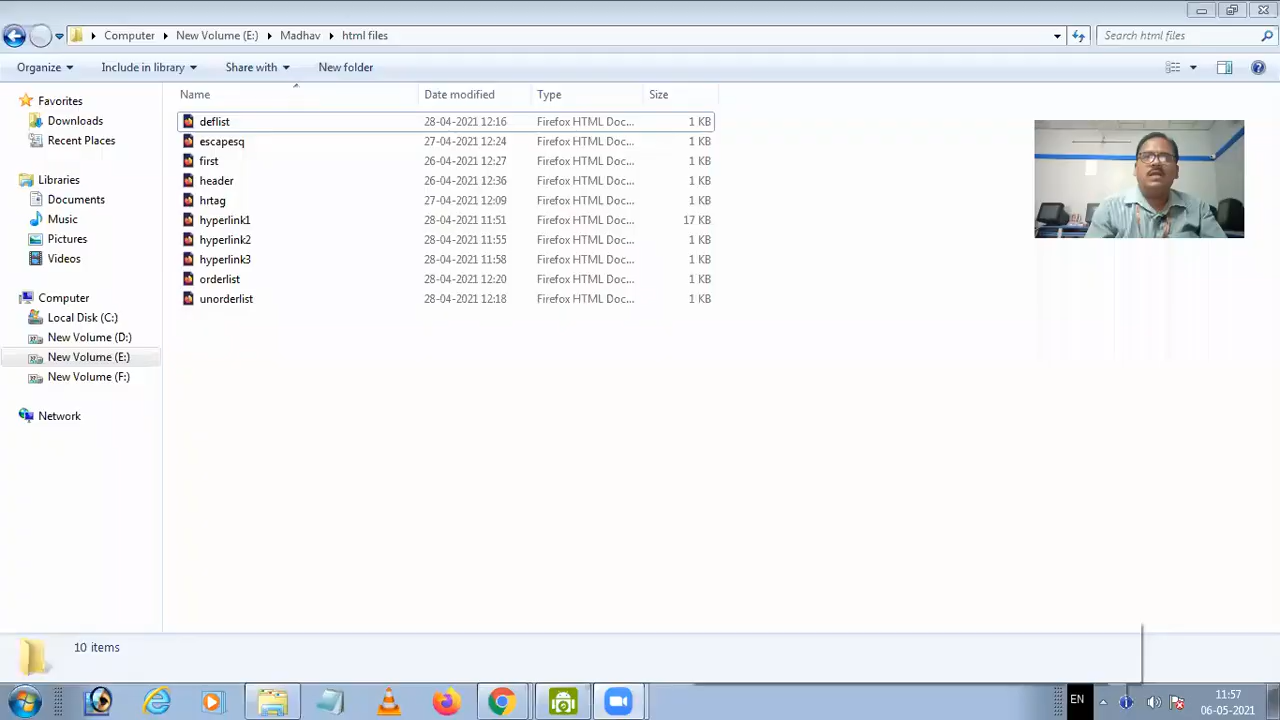 Computer New Volume (E:) Madhav html files
Search html files
Organize Include in library Share with New folder
Name Date modified Type Size
Favorites
Downloads
Recent Places
Libraries
Documents
Music
Pictures
Videos
Computer
Local Disk (C:)
New Volume (D:)
New Volume (E:)
New Volume (F:)
Network
deflist 28-04-2021 12:16 Firefox HTML Doc... 1 KB
escapesq 27-04-2021 12:24 Firefox HTML Doc... 1 KB
first 26-04-2021 12:27 Firefox HTML Doc... 1 KB
header 26-04-2021 12:36 Firefox HTML Doc... 1 KB
hrtag 27-04-2021 12:09 Firefox HTML Doc... 1 KB
hyperlink1 28-04-2021 11:51 Firefox HTML Doc... 17 KB
hyperlink2 28-04-2021 11:55 Firefox HTML Doc... 1 KB
hyperlink3 28-04-2021 11:58 Firefox HTML Doc... 1 KB
orderlist 28-04-2021 12:20 Firefox HTML Doc... 1 KB
unorderlist 28-04-2021 12:18 Firefox HTML Doc... 1 KB
10 items
EN
11:57
06-05-2021